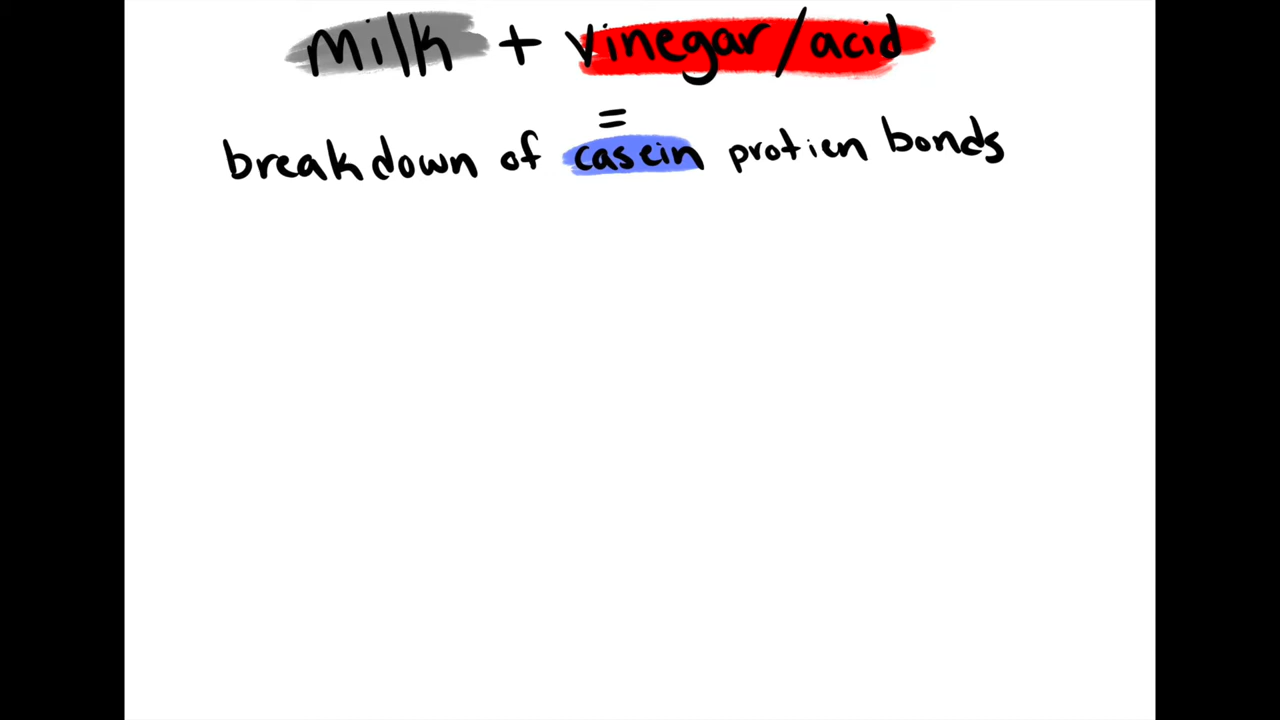 milk + vinegar/acid
=
breakdown of casein protien bonds